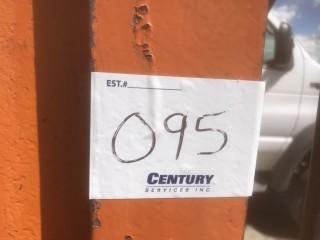 EST.#
095
CENTURY
SERVICES INC